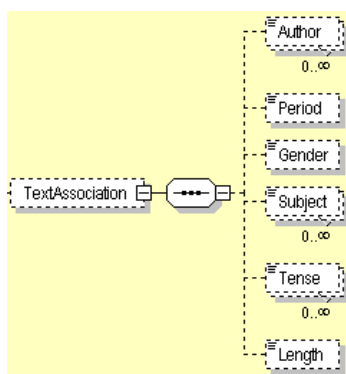 Author
0..∞
Period
Gender
TextAssociation
Subject
0..∞
Tense
0..∞
Length